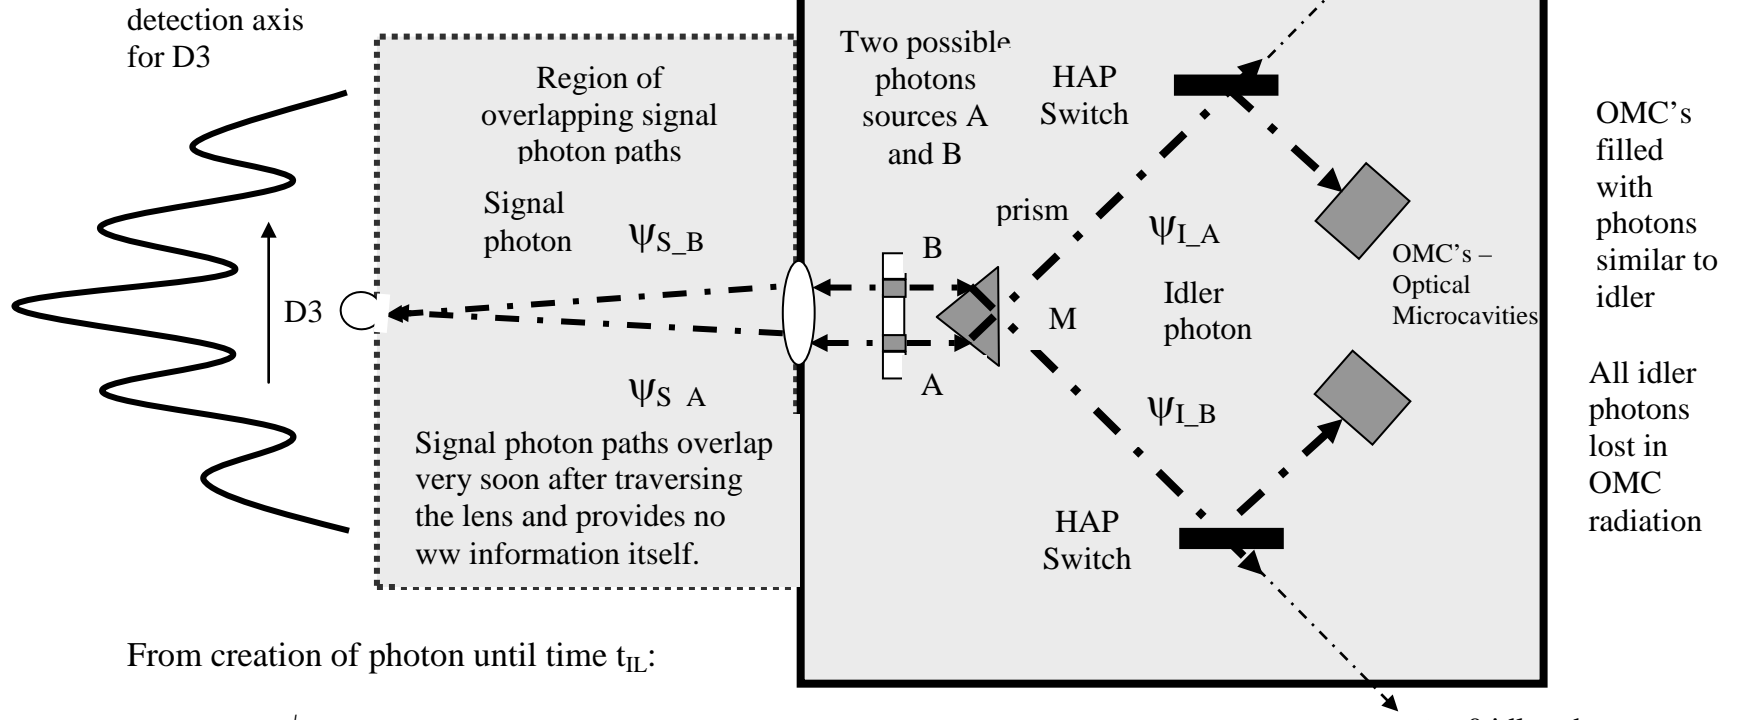 detection axis
for D3
Region of
overlapping signal
photon paths
Signal
photon
ψS_B
D3
ψS_A
Signal photon paths overlap
very soon after traversing
the lens and provides no
ww information itself.
Two possible
photons
sources A
and B
HAP
Switch
prism
ψI_A
B
M
A
Idler
photon
OMC's –
Optical
Microcavities
ψI_B
HAP
Switch
OMC's
filled
with
photons
similar to
idler
All idler
photons
lost in
OMC
radiation
From creation of photon until time tIL: